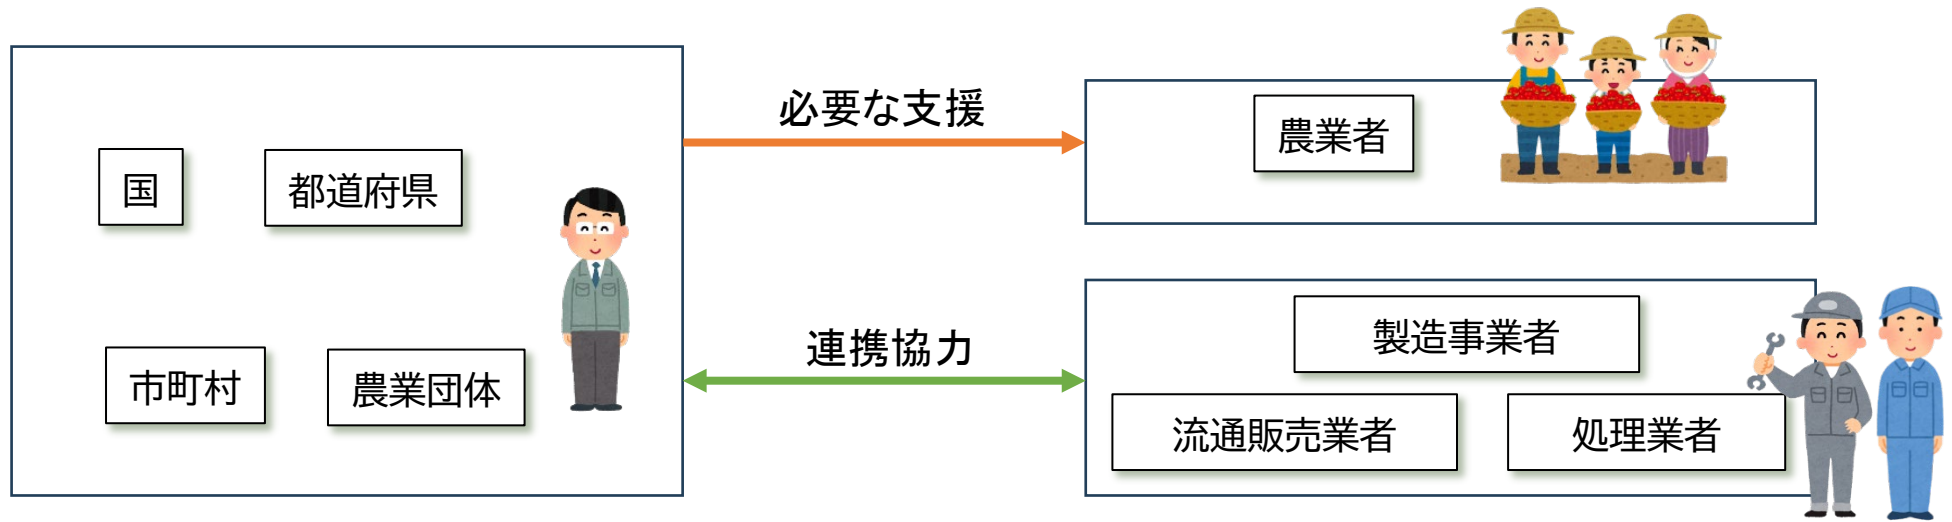 国
都道府県
市町村
農業団体
必要な支援
連携協力
農業者
製造事業者
流通販売業者
処理業者